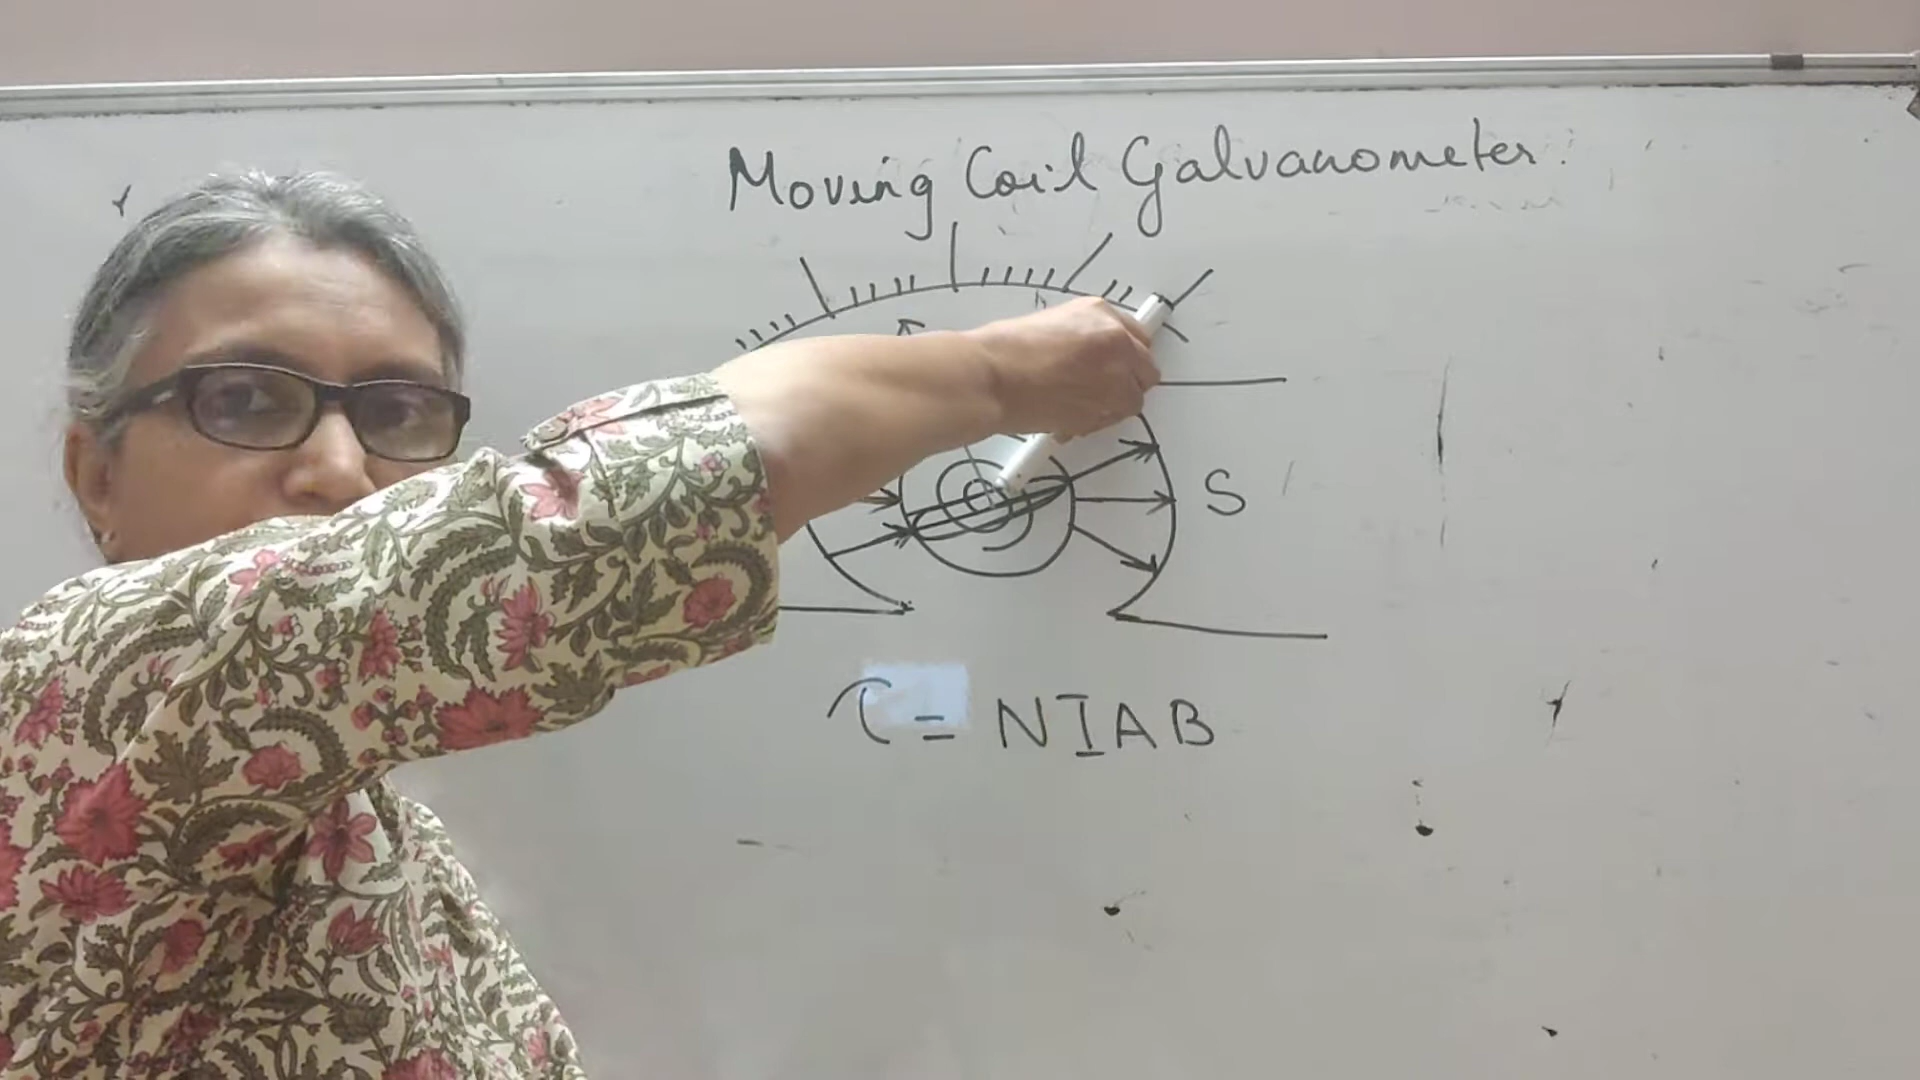 Moving Coil Galvanometer
S
τ = NIAB